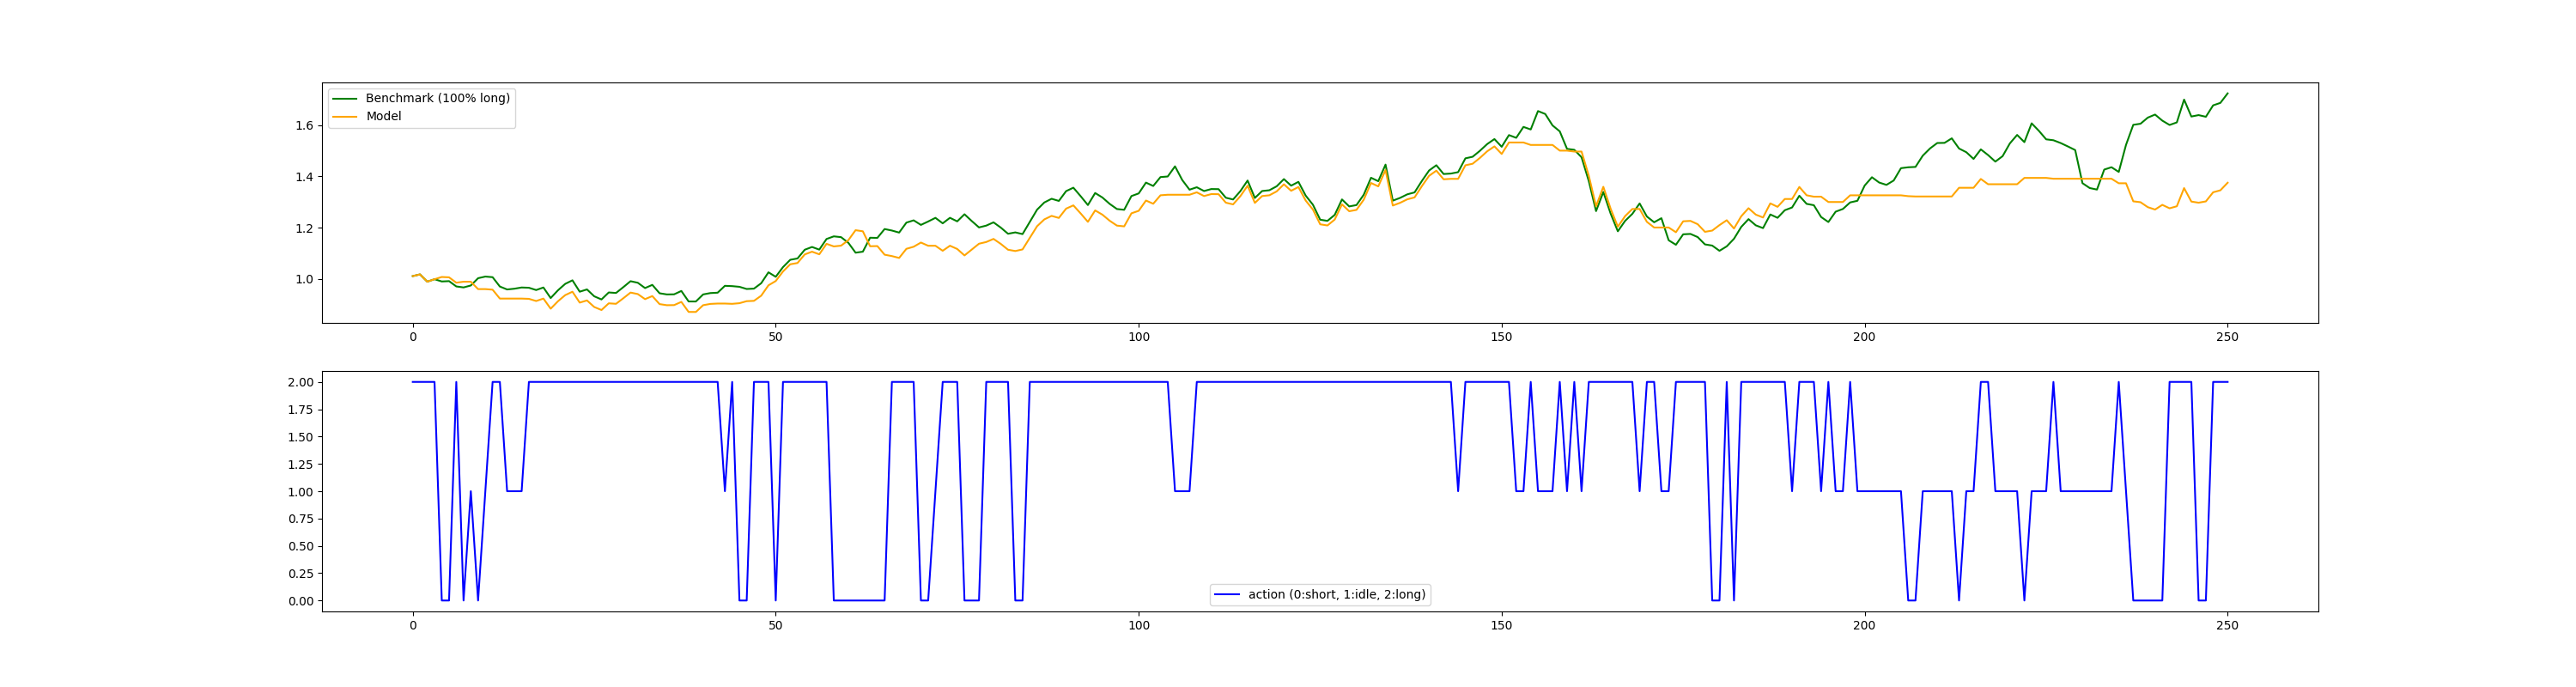 Benchmark (100% long)
Model
1.6
1.4
1.2
1.0
0 50 100 150 200 250
2.00
1.75
1.50
1.25
1.00
0.75
0.50
0.25
0.00
action (0:short, 1:idle, 2:long)
0 50 100 150 200 250